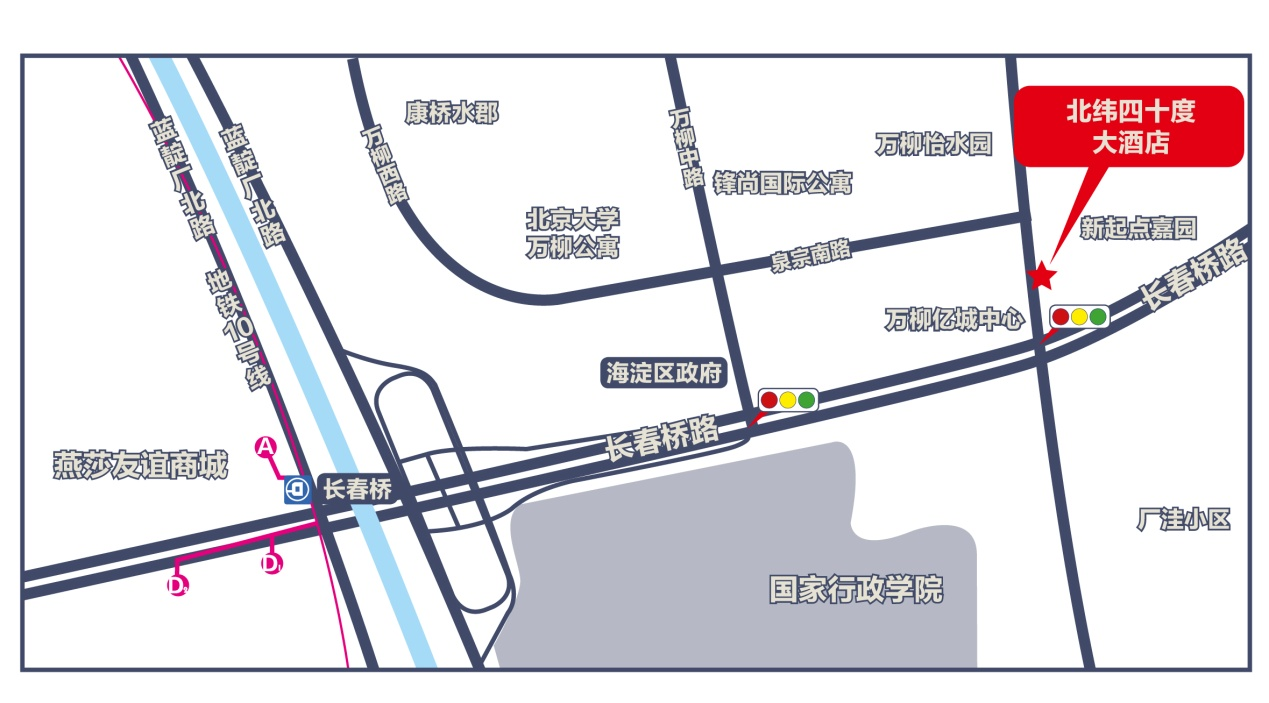 康桥水郡
北纬四十度
大酒店
万柳怡水园
万柳中路
蓝靛厂北路
蓝靛厂北路
万柳西路
锋尚国际公寓
北京大学
万柳公寓
新起点嘉园
泉宗南路
长春桥路
地铁10号线
万柳亿城中心
海淀区政府
长春桥路
A
燕莎友谊商城
长春桥
厂洼小区
D₁
D₂
国家行政学院